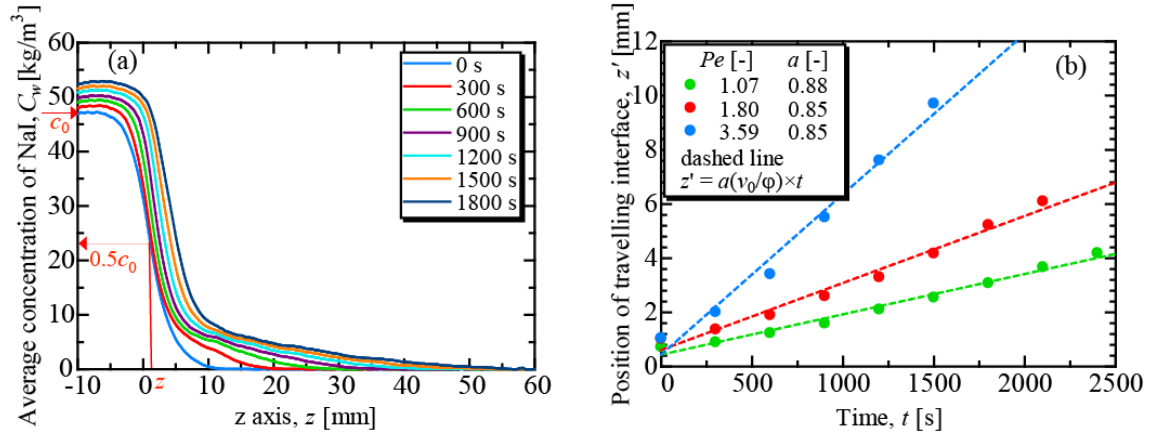 Average concentration of NaI, C_w [kg/m³]
(a)
60
50
40
30
20
10
0
c₀
0.5c₀
z
0 s
300 s
600 s
900 s
1200 s
1500 s
1800 s
-10 0 10 20 30 40 50 60
z axis, z [mm]
Position of travelling interface, z' [mm]
(b)
12
10
8
6
4
2
0
Pe [-] a [-]
1.07 0.88
1.80 0.85
3.59 0.85
dashed line
z' = a(v₀/φ)×t
0 500 1000 1500 2000 2500
Time, t [s]